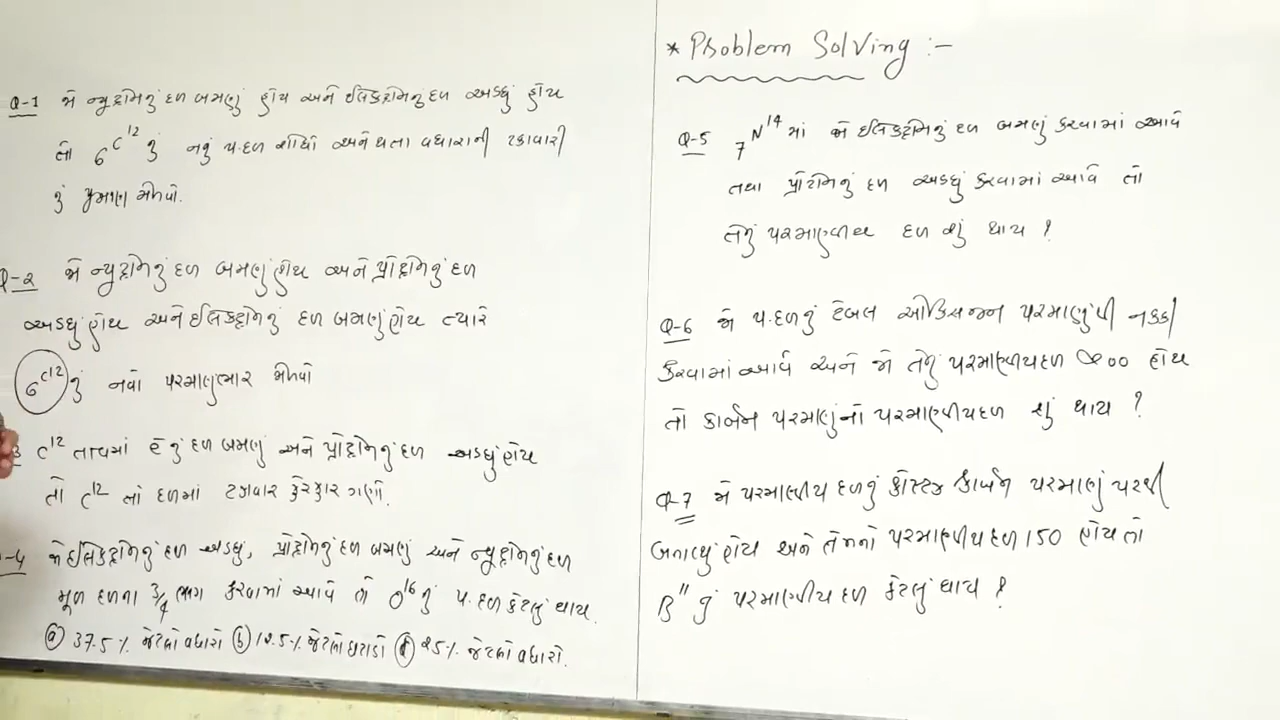 Q-1 જો ન્યુટ્રોનનું દળ બમણું હોય અને ઈલેક્ટ્રોનનું દળ અડધું હોય
તો ₆C¹² નું નવું પ.દળ શોધો અને થતા વધારાની ટકાવારી
નું પ્રમાણ મેળવો.
Q-2 જો ન્યુટ્રોનનું દળ બમણું હોય અને પ્રોટોનનું દળ
અડધું હોય અને ઈલેક્ટ્રોનનું દળ બમણું હોય ત્યારે
₆C¹² નું નવો પરમાણુભાર મેળવો
3 C¹² તત્વમાં ē નું દળ બમણું અને પ્રોટોનનું દળ અડધું હોય
તો C¹² નાં દળમાં ટકાવાર ફેરફાર ગણો.
-4 જો ઈલેક્ટ્રોનનું દળ અડધું, પ્રોટોનનું દળ બમણું અને ન્યુટ્રોનનું દળ
મૂળ દળના 3/4 ભાગ કરવામાં આવે તો O¹⁶ નું પ.દળ કેટલું થાય.
(a) 37.5% જેટલો વધારો (b) 12.5% જેટલો ઘટાડો 25% જેટલો વધારો.
* Problem Solving :-
Q-5 ₇N¹⁴ માં જો ઈલેક્ટ્રોનનું દળ બમણું કરવામાં આવે
તથા પ્રોટોનનું દળ અડધું કરવામાં આવે તો
તેનું પરમાણ્વીય દળ શું થાય ?
Q-6 જો પ.દળનું ટેબલ ઓક્સિજન પરમાણુથી નક્કી
કરવામાં આવે અને જો તેનું પરમાણ્વીયદળ 200 હોય
તો કાર્બન પરમાણુંનો પરમાણ્વીયદળ શું થાય ?
Q-7 જો પરમાણ્વીય દળનું કોસ્ટક કાર્બન પરમાણું પરથી
બનાવ્યું હોય અને તેમનો પરમાણ્વીયદળ 150 હોય તો
B¹¹ નું પરમાણ્વીય દળ કેટલું થાય ?